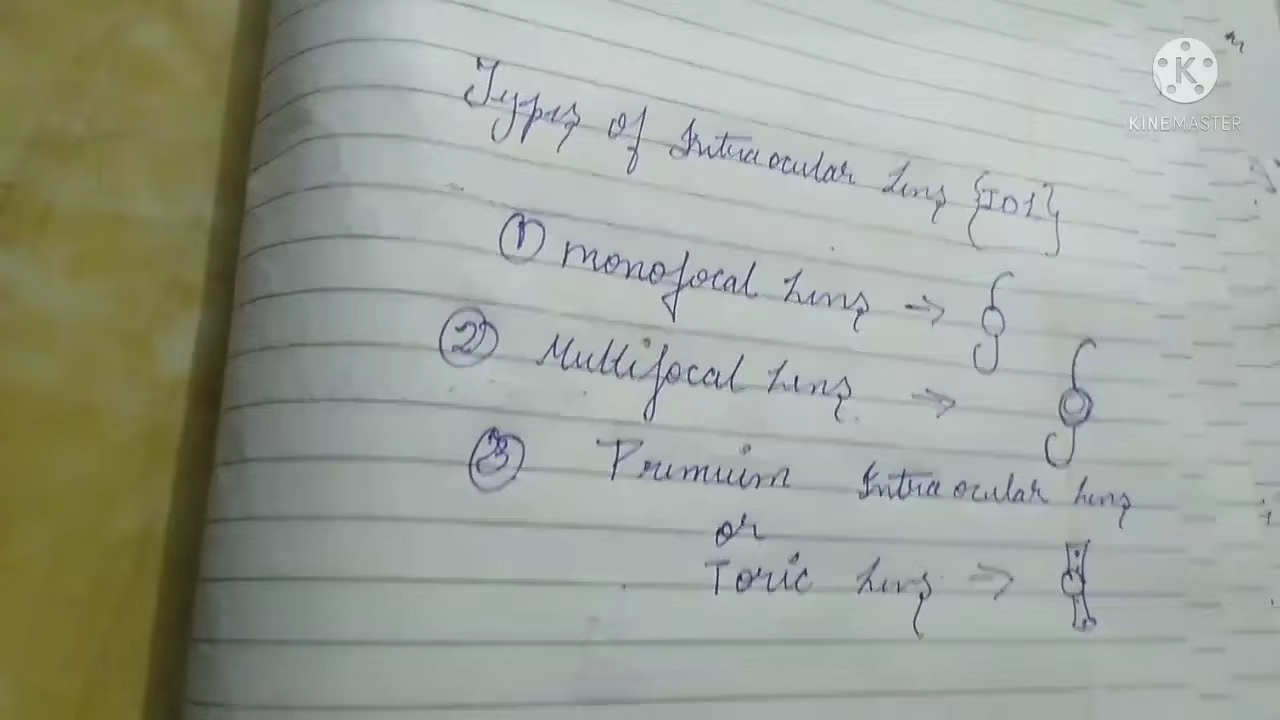 Types of Intraocular Lens {IOL}
① Monofocal Lens →
② Multifocal Lens →
③ Premium Intraocular Lens
or
Toric Lens →
K
KINEMASTER